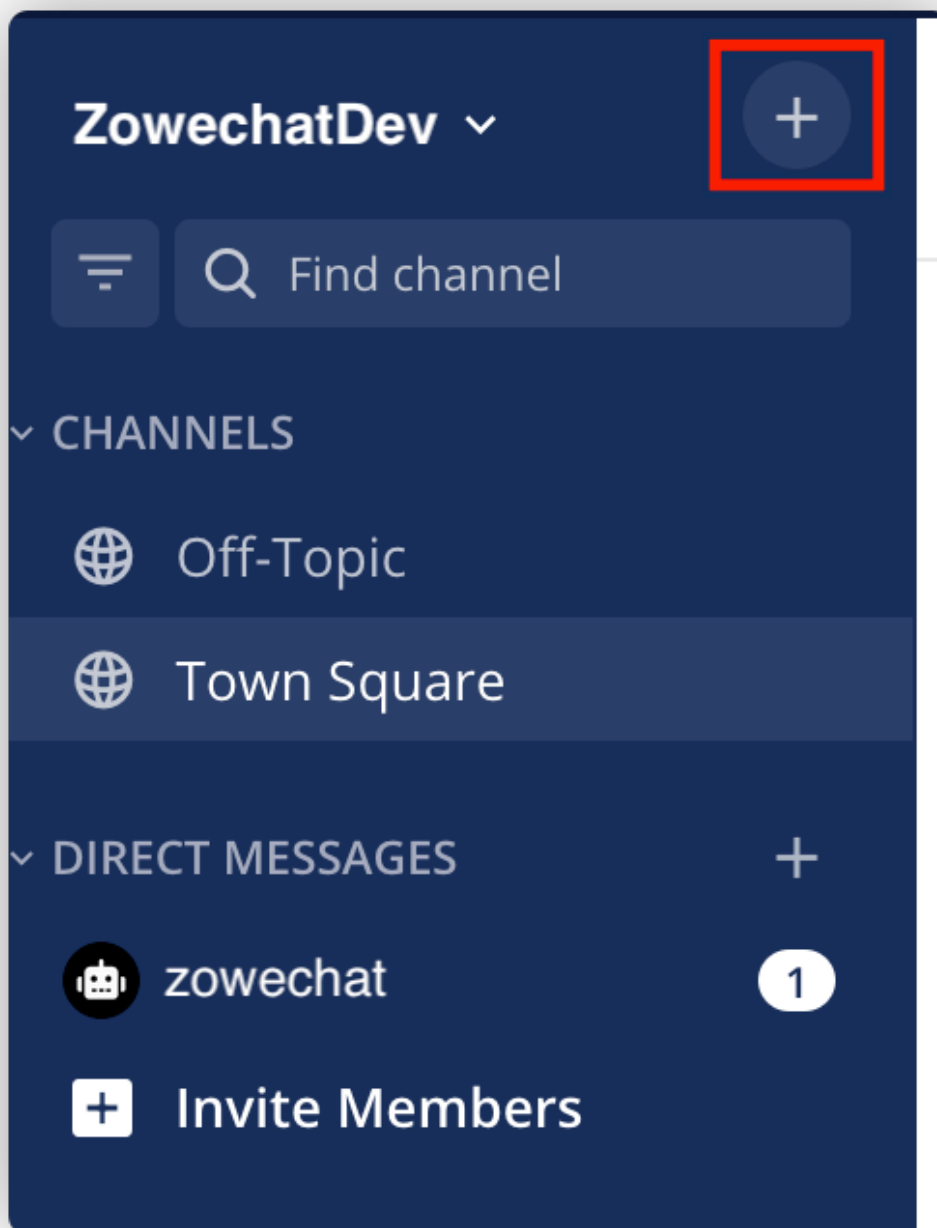 ZowechatDev
Find channel
CHANNELS
Off-Topic
Town Square
DIRECT MESSAGES
zowechat
1
Invite Members